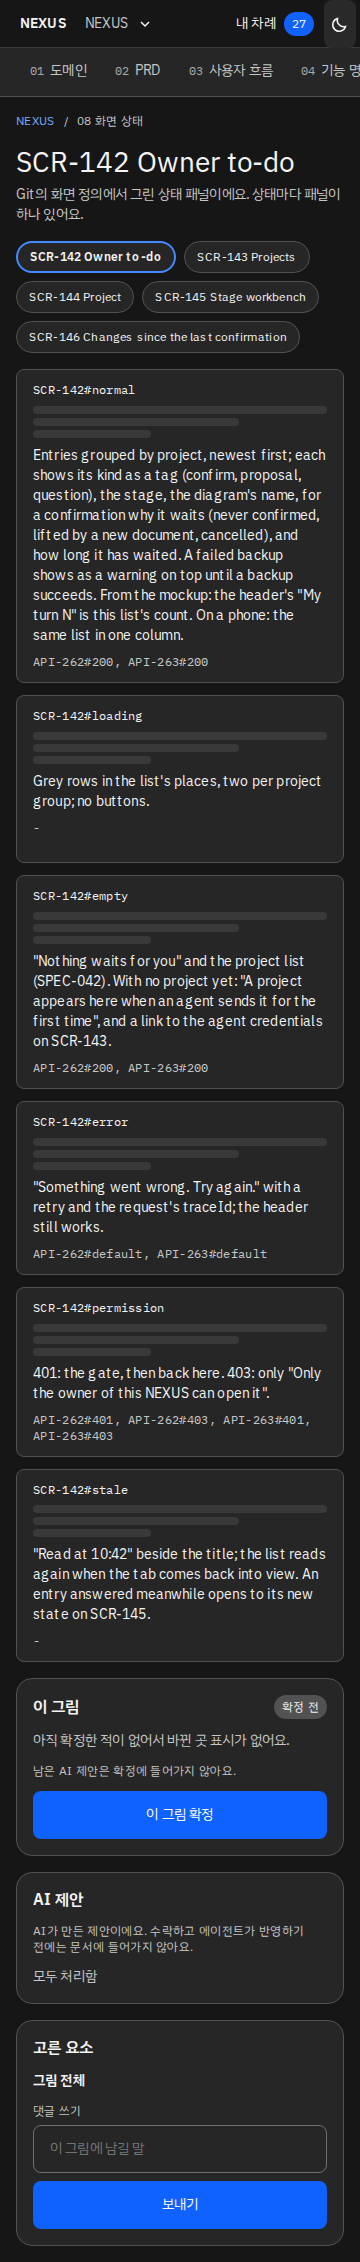 NEXUS NEXUS 내 차례 27
01 도메인 02 PRD 03 사용자 흐름 04 기능 명
NEXUS / 08 화면 상태
SCR-142 Owner to-do
Git의 화면 정의에서 그린 상태 패널이에요. 상태마다 패널이
하나 있어요.
SCR-142 Owner to-do SCR-143 Projects
SCR-144 Project SCR-145 Stage workbench
SCR-146 Changes since the last confirmation
SCR-142#normal
Entries grouped by project, newest first; each
shows its kind as a tag (confirm, proposal,
question), the stage, the diagram's name, for
a confirmation why it waits (never confirmed,
lifted by a new document, cancelled), and
how long it has waited. A failed backup
shows as a warning on top until a backup
succeeds. From the mockup: the header's "My
turn N" is this list's count. On a phone: the
same list in one column.
API-262#200, API-263#200
SCR-142#loading
Grey rows in the list's places, two per project
group; no buttons.
-
SCR-142#empty
"Nothing waits for you" and the project list
(SPEC-042). With no project yet: "A project
appears here when an agent sends it for the
first time", and a link to the agent credentials
on SCR-143.
API-262#200, API-263#200
SCR-142#error
"Something went wrong. Try again." with a
retry and the request's traceId; the header
still works.
API-262#default, API-263#default
SCR-142#permission
401: the gate, then back here. 403: only "Only
the owner of this NEXUS can open it".
API-262#401, API-262#403, API-263#401,
API-263#403
SCR-142#stale
"Read at 10:42" beside the title; the list reads
again when the tab comes back into view. An
entry answered meanwhile opens to its new
state on SCR-145.
-
이 그림 확정 전
아직 확정한 적이 없어서 바뀐 곳 표시가 없어요.
남은 AI 제안은 확정에 들어가지 않아요.
이 그림 확정
AI 제안
AI가 만든 제안이에요. 수락하고 에이전트가 반영하기
전에는 문서에 들어가지 않아요.
모두 처리함
고른 요소
그림 전체
댓글 쓰기
이 그림에 남길 말
보내기